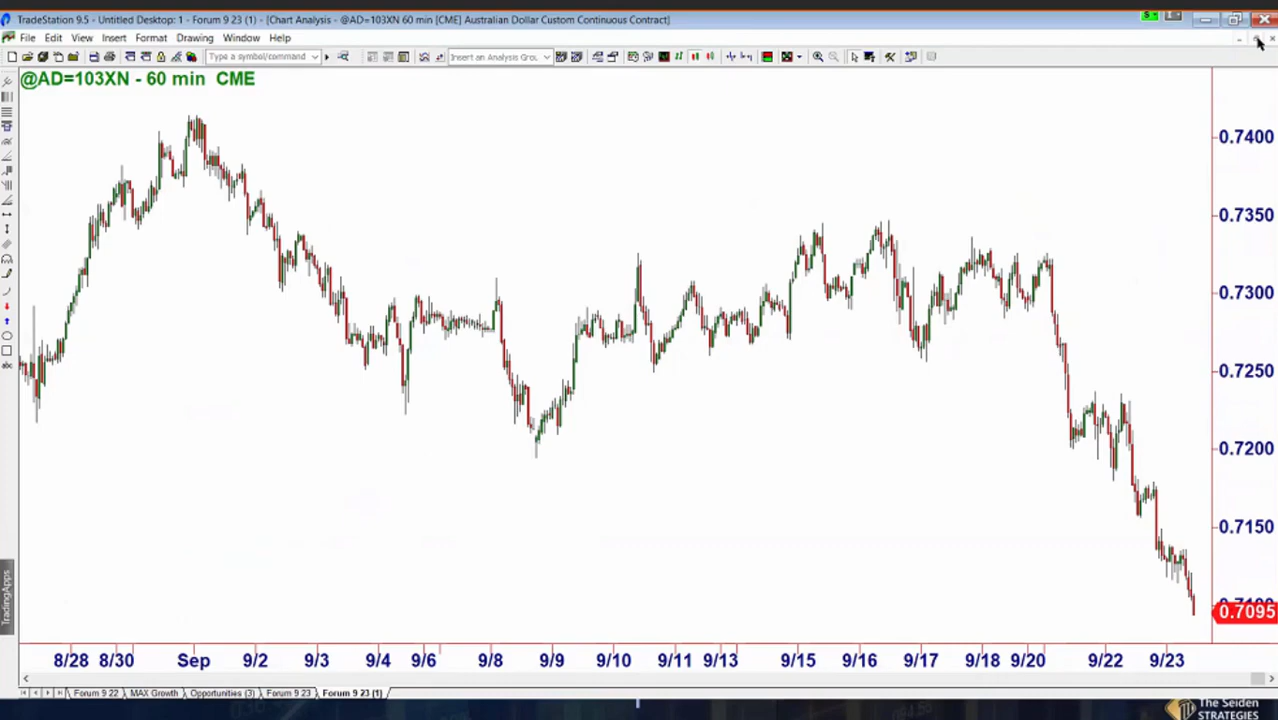 TradeStation 9.5 - Untitled Desktop: 1 - Forum 9 23 (1) - [Chart Analysis - @AD=103XN 60 min [CME] Australian Dollar Custom Continuous Contract]
File Edit View Insert Format Drawing Window Help
Type a symbol/command
Insert an Analysis Grou
@AD=103XN - 60 min CME
0.7400
0.7350
0.7300
0.7250
0.7200
0.7150
0.7095
abc
TradingApps
8/28 8/30 Sep 9/2 9/3 9/4 9/6 9/8 9/9 9/10 9/11 9/13 9/15 9/16 9/17 9/18 9/20 9/22 9/23
Forum 9 22 MAX Growth Opportunities (3) Forum 9 23 Forum 9 23 (1)
The Seiden
STRATEGIES